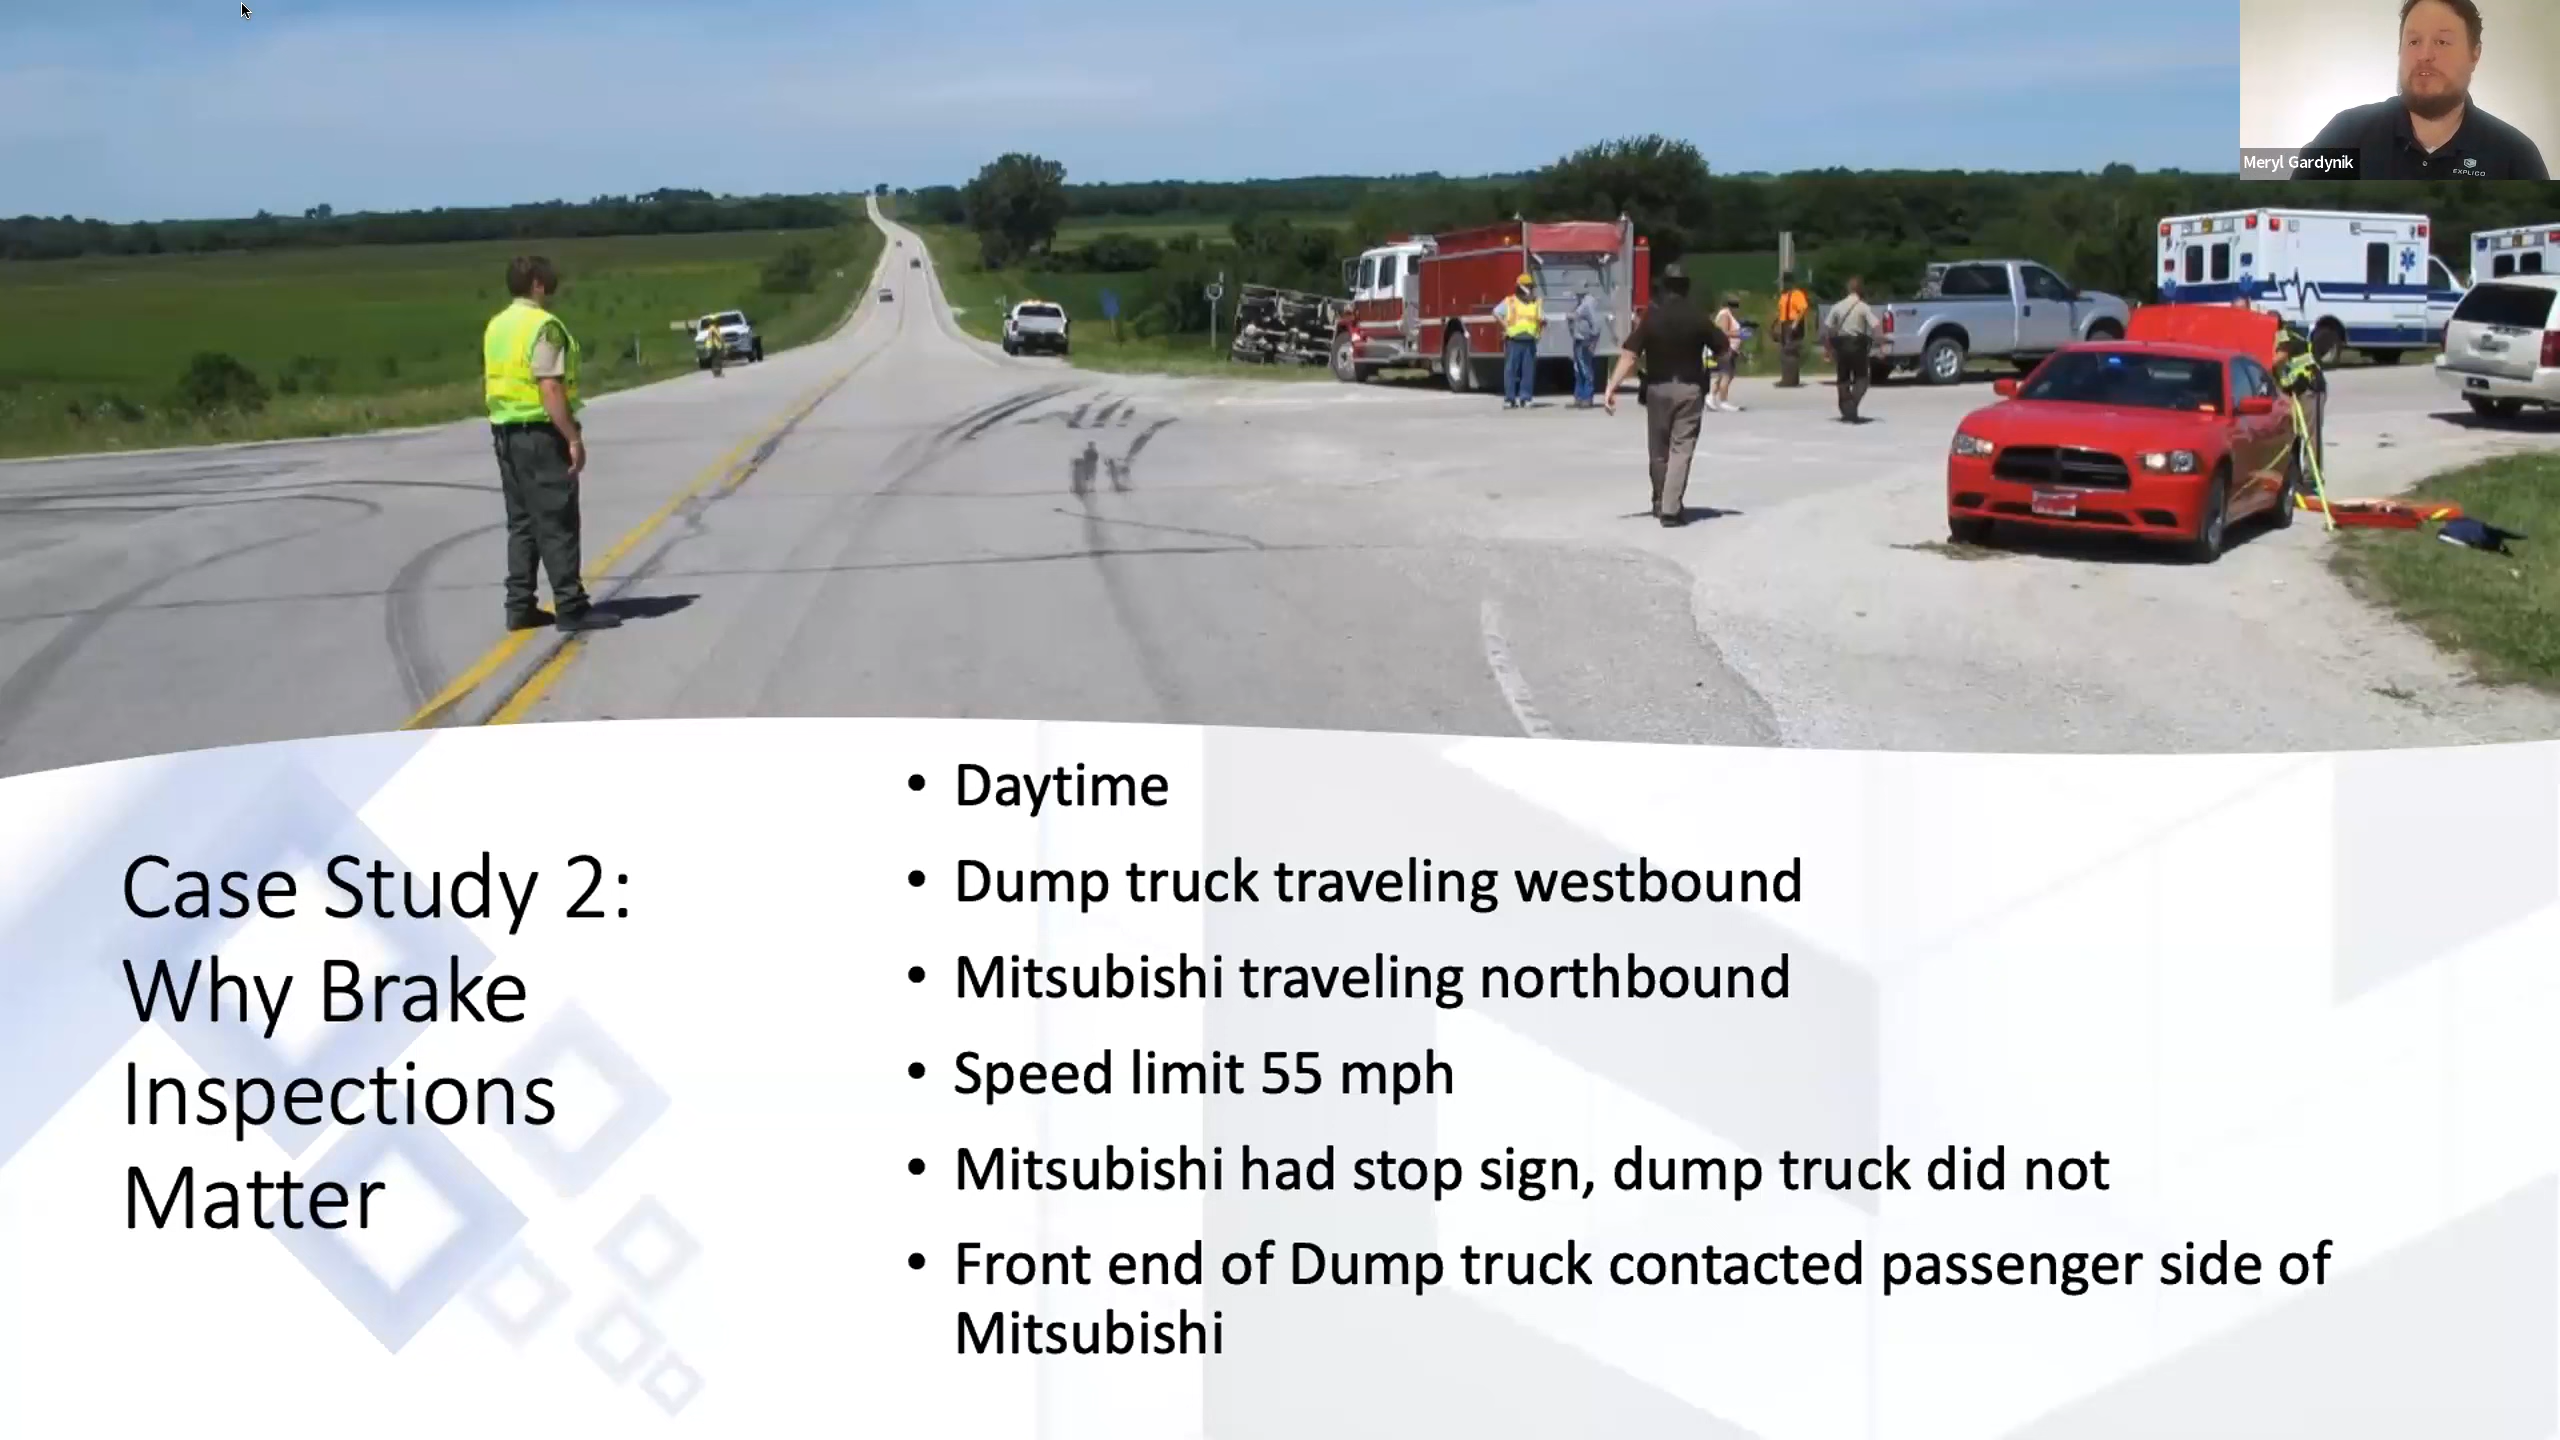 Meryl Gardynik
EXPLICO
Case Study 2:
Why Brake
Inspections
Matter
• Daytime
• Dump truck traveling westbound
• Mitsubishi traveling northbound
• Speed limit 55 mph
• Mitsubishi had stop sign, dump truck did not
• Front end of Dump truck contacted passenger side of
Mitsubishi